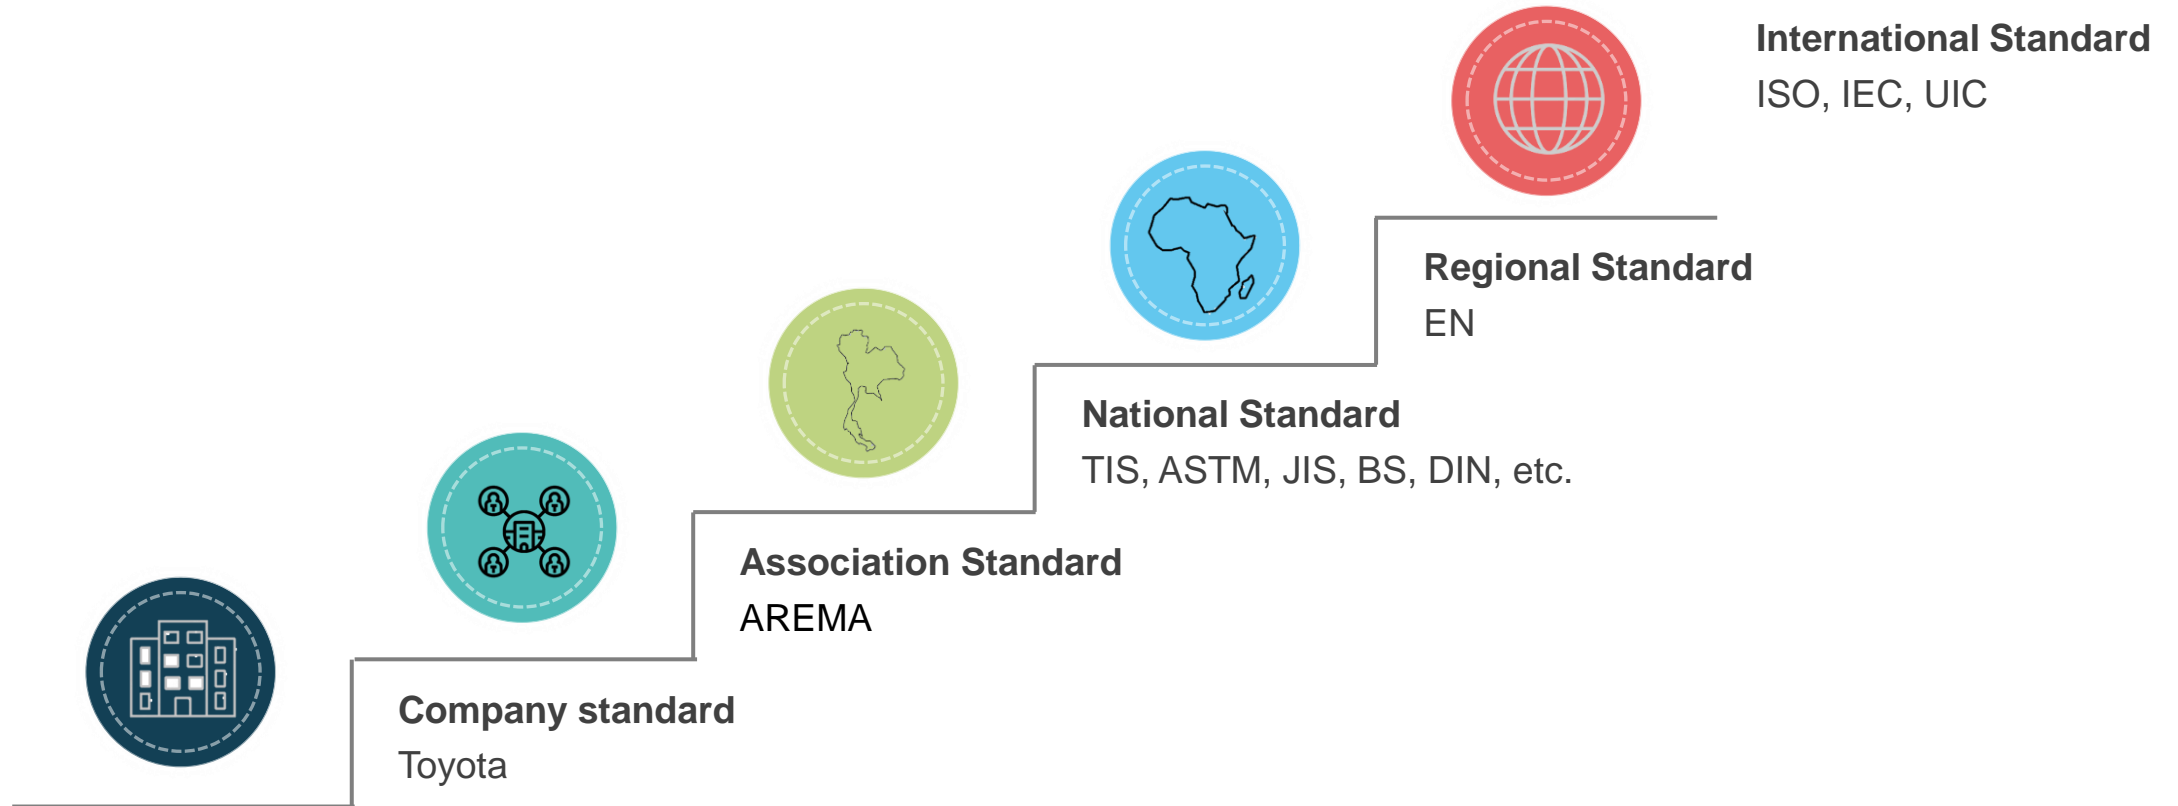 International Standard
ISO, IEC, UIC
Regional Standard
EN
National Standard
TIS, ASTM, JIS, BS, DIN, etc.
Association Standard
AREMA
Company standard
Toyota